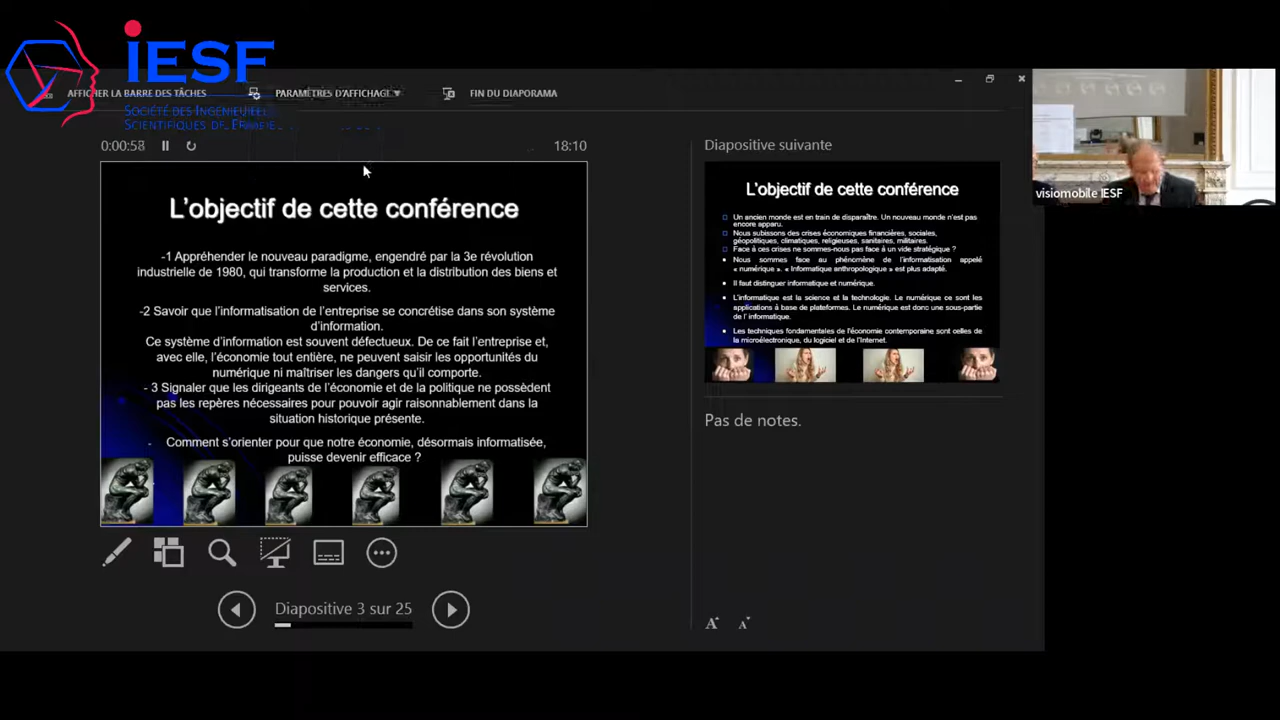 iESF
SOCIÉTÉ DES INGÉNIEURS
SCIENTIFIQUES DE FRANCE
AFFICHER LA BARRE DES TÂCHES
PARAMÈTRES D'AFFICHAGE
FIN DU DIAPORAMA
0:00:58
18:10
L'objectif de cette conférence
-1 Appréhender le nouveau paradigme, engendré par la 3e révolution
industrielle de 1980, qui transforme la production et la distribution des biens et
services.
-2 Savoir que l'informatisation de l'entreprise se concrétise dans son système
d'information.
Ce système d'information est souvent défectueux. De ce fait l'entreprise et,
avec elle, l'économie tout entière, ne peuvent saisir les opportunités du
numérique ni maîtriser les dangers qu'il comporte.
- 3 Signaler que les dirigeants de l'économie et de la politique ne possèdent
pas les repères nécessaires pour pouvoir agir raisonnablement dans la
situation historique présente.
- Comment s'orienter pour que notre économie, désormais informatisée,
puisse devenir efficace ?
Diapositive 3 sur 25
Diapositive suivante
L'objectif de cette conférence
Un ancien monde est en train de disparaître. Un nouveau monde n'est pas
encore apparu.
Nous subissons des crises économiques financières, sociales,
géopolitiques, climatiques, religieuses, sanitaires, militaires.
Face à ces crises ne sommes-nous pas face à un vide stratégique ?
Nous sommes face au phénomène de l'informatisation appelé
« numérique ». « Informatique anthropologique » est plus adapté.
Il faut distinguer informatique et numérique.
L'informatique est la science et la technologie. Le numérique ce sont les
applications à base de plateformes. Le numérique est donc une sous-partie
de l' informatique.
Les techniques fondamentales de l'économie contemporaine sont celles de
la microélectronique, du logiciel et de l'Internet.
Pas de notes.
A A
visiomobile IESF